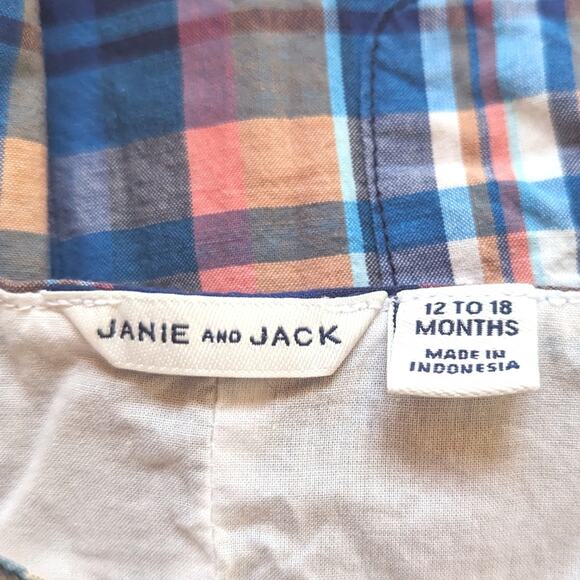 JANIE AND JACK
12 TO 18
MONTHS
MADE IN
INDONESIA